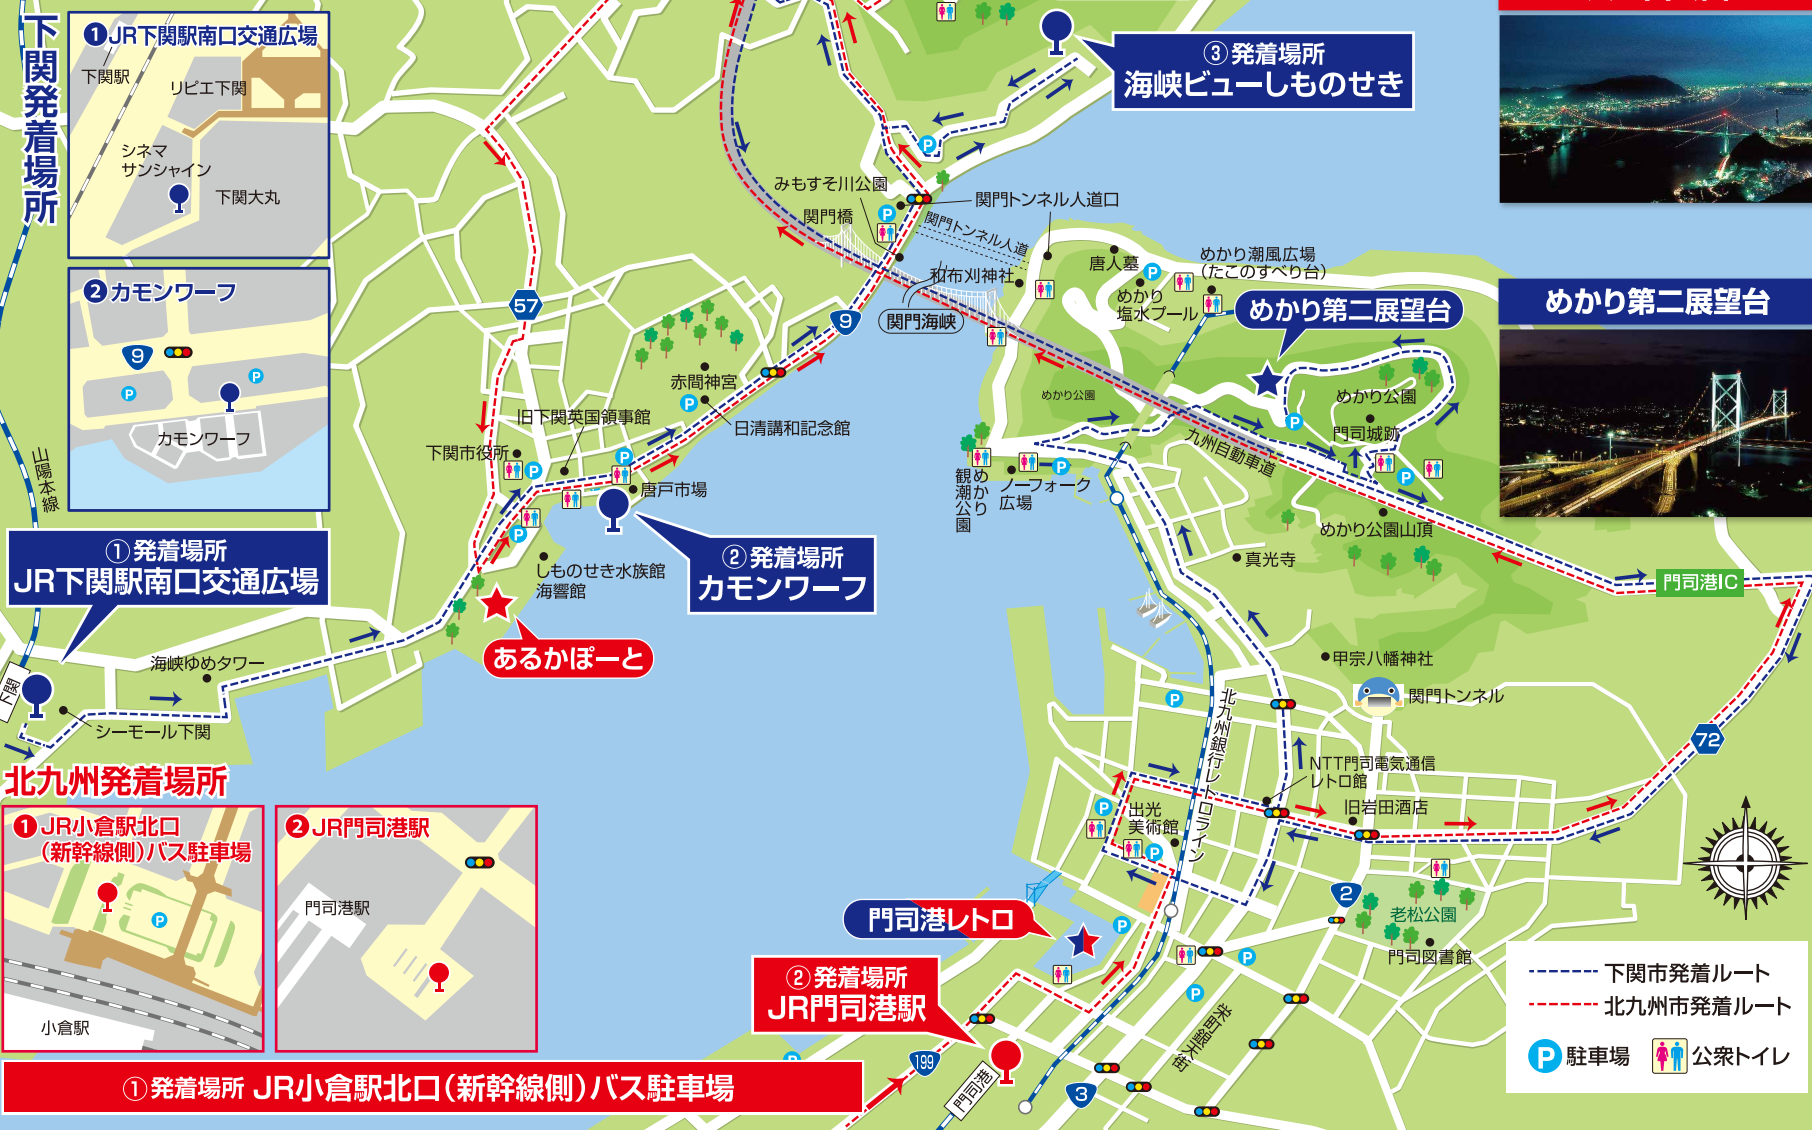 下関発着場所
❶JR下関駅南口交通広場
下関駅
リピエ下関
シネマ
サンシャイン
下関大丸
❷カモンワーフ
9
P
P
カモンワーフ
山陽本線
①発着場所
JR下関駅南口交通広場
下関
シーモール下関
海峡ゆめタワー
57
9
みもすそ川公園
関門橋
P
P
関門トンネル人道口
関門トンネル人道
和布刈神社
関門海峡
③発着場所
海峡ビューしものせき
赤間神宮
P
日清講和記念館
旧下関英国領事館
下関市役所
P
P
唐戸市場
P
しものせき水族館
海響館
②発着場所
カモンワーフ
あるかぽーと
唐人墓
P
めかり潮風広場
(たこのすべり台)
めかり
塩水プール
めかり第二展望台
めかり第二展望台
めかり公園
めかり公園
P
門司城跡
P
九州自動車道
めかり
観潮公園
ノーフォーク
広場
P
めかり公園山頂
真光寺
門司港IC
甲宗八幡神社
関門トンネル
P
北九州銀行レトロライン
NTT門司電気通信
レトロ館
旧岩田酒店
72
P
出光
美術館
P
2
老松公園
門司図書館
門司港レトロ
P
P
P
栄町銀天街
②発着場所
JR門司港駅
199
門司港
3
北九州発着場所
❶JR小倉駅北口
(新幹線側)バス駐車場
P
小倉駅
❷JR門司港駅
門司港駅
①発着場所 JR小倉駅北口(新幹線側)バス駐車場
下関市発着ルート
北九州市発着ルート
P 駐車場
公衆トイレ